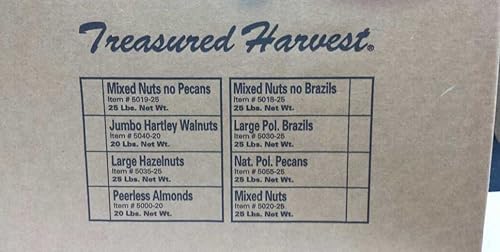 Treasured Harvest®
Mixed Nuts no Pecans
Item # 5019-25
25 Lbs. Net Wt.
Jumbo Hartley Walnuts
Item # 5040-20
20 Lbs. Net Wt.
Large Hazelnuts
Item # 5035-25
25 Lbs. Net Wt.
Peerless Almonds
Item # 5000-20
20 Lbs. Net Wt.
Mixed Nuts no Brazils
Item # 5018-25
25 Lbs. Net Wt.
Large Pol. Brazils
Item # 5030-25
25 Lbs. Net Wt.
Nat. Pol. Pecans
Item # 5055-25
25 Lbs. Net Wt.
Mixed Nuts
Item # 5020-25
25 Lbs. Net Wt.